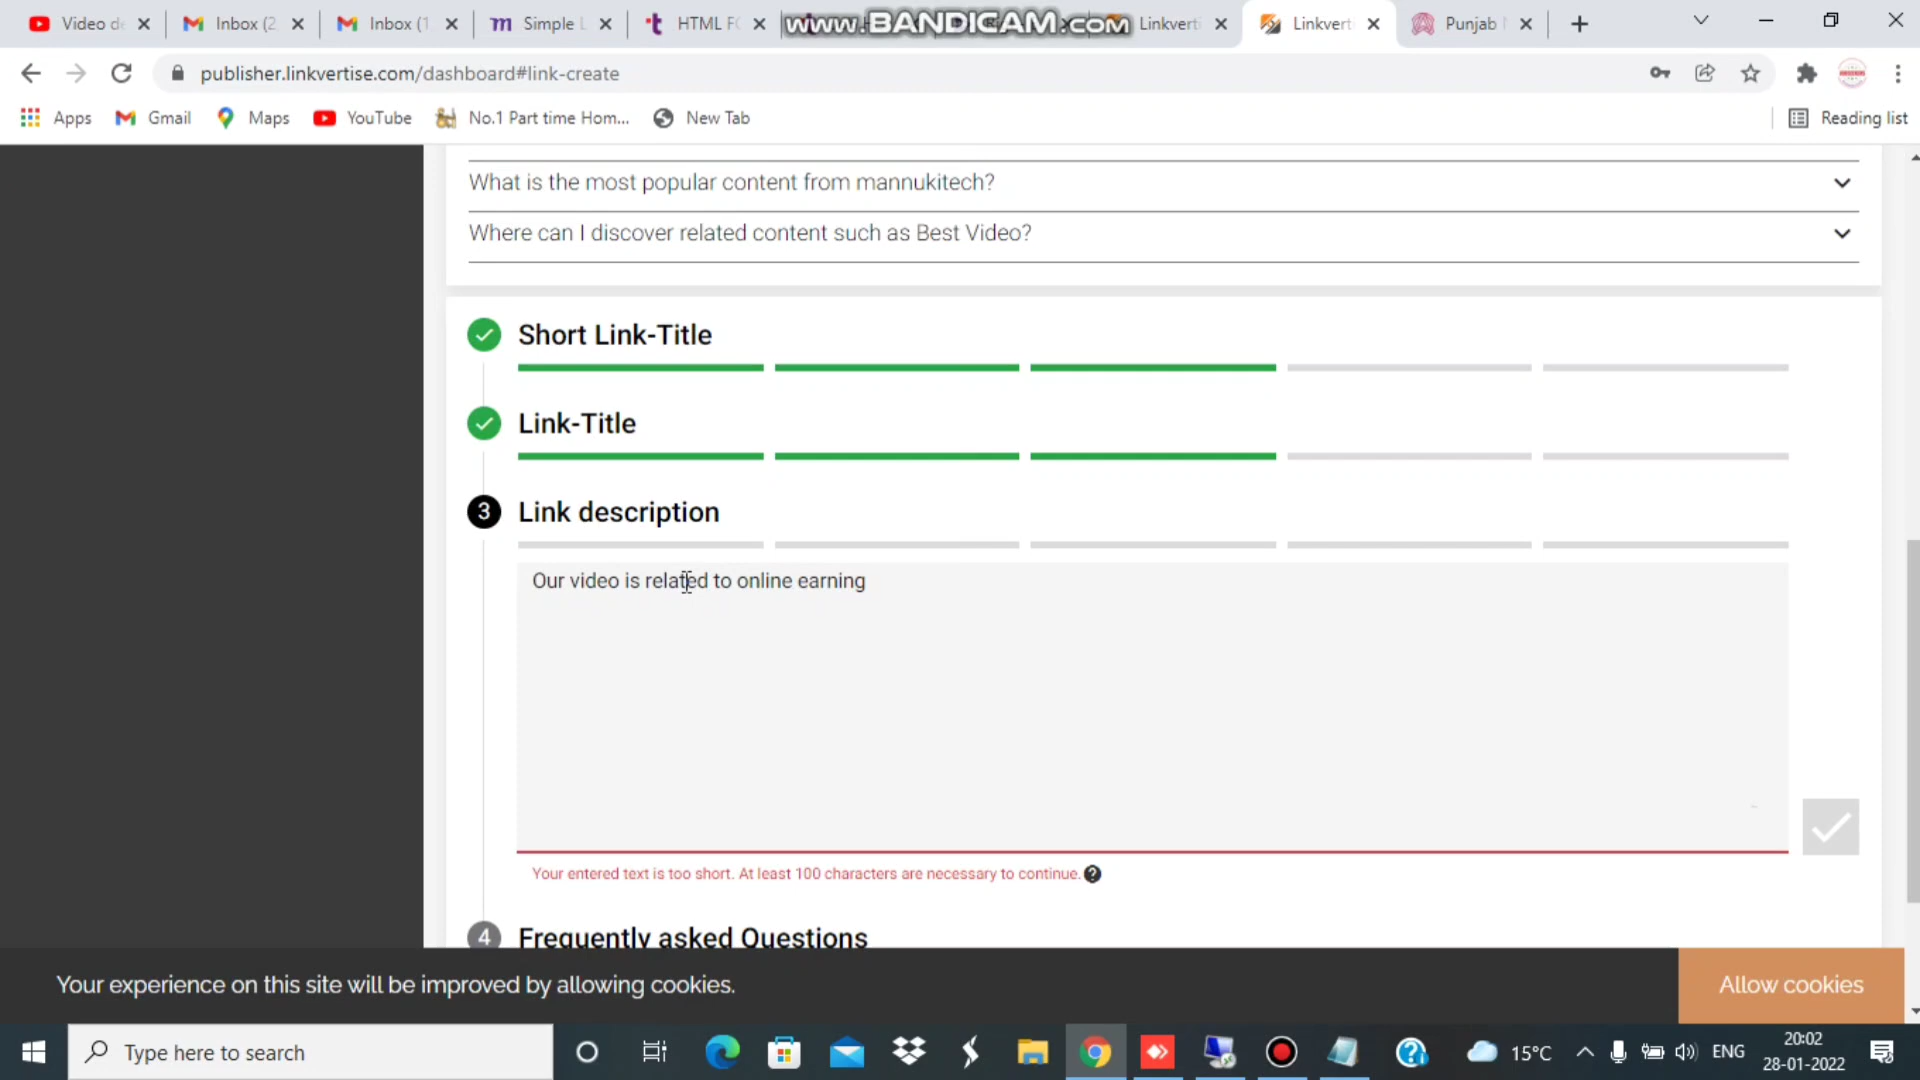 Video de
Inbox (2
Inbox (1
Simple L
HTML FO
www.BANDICAM.com
Linkverti
Linkverti
Punjab
publisher.linkvertise.com/dashboard#link-create
Apps
Gmail
Maps
YouTube
No.1 Part time Hom...
New Tab
Reading list
What is the most popular content from mannukitech?
Where can I discover related content such as Best Video?
Short Link-Title
Link-Title
3 Link description
Our video is related to online earning
Your entered text is too short. At least 100 characters are necessary to continue. ?
4 Frequently asked Questions
Your experience on this site will be improved by allowing cookies.
Allow cookies
Type here to search
15°C
ENG
20:02
28-01-2022